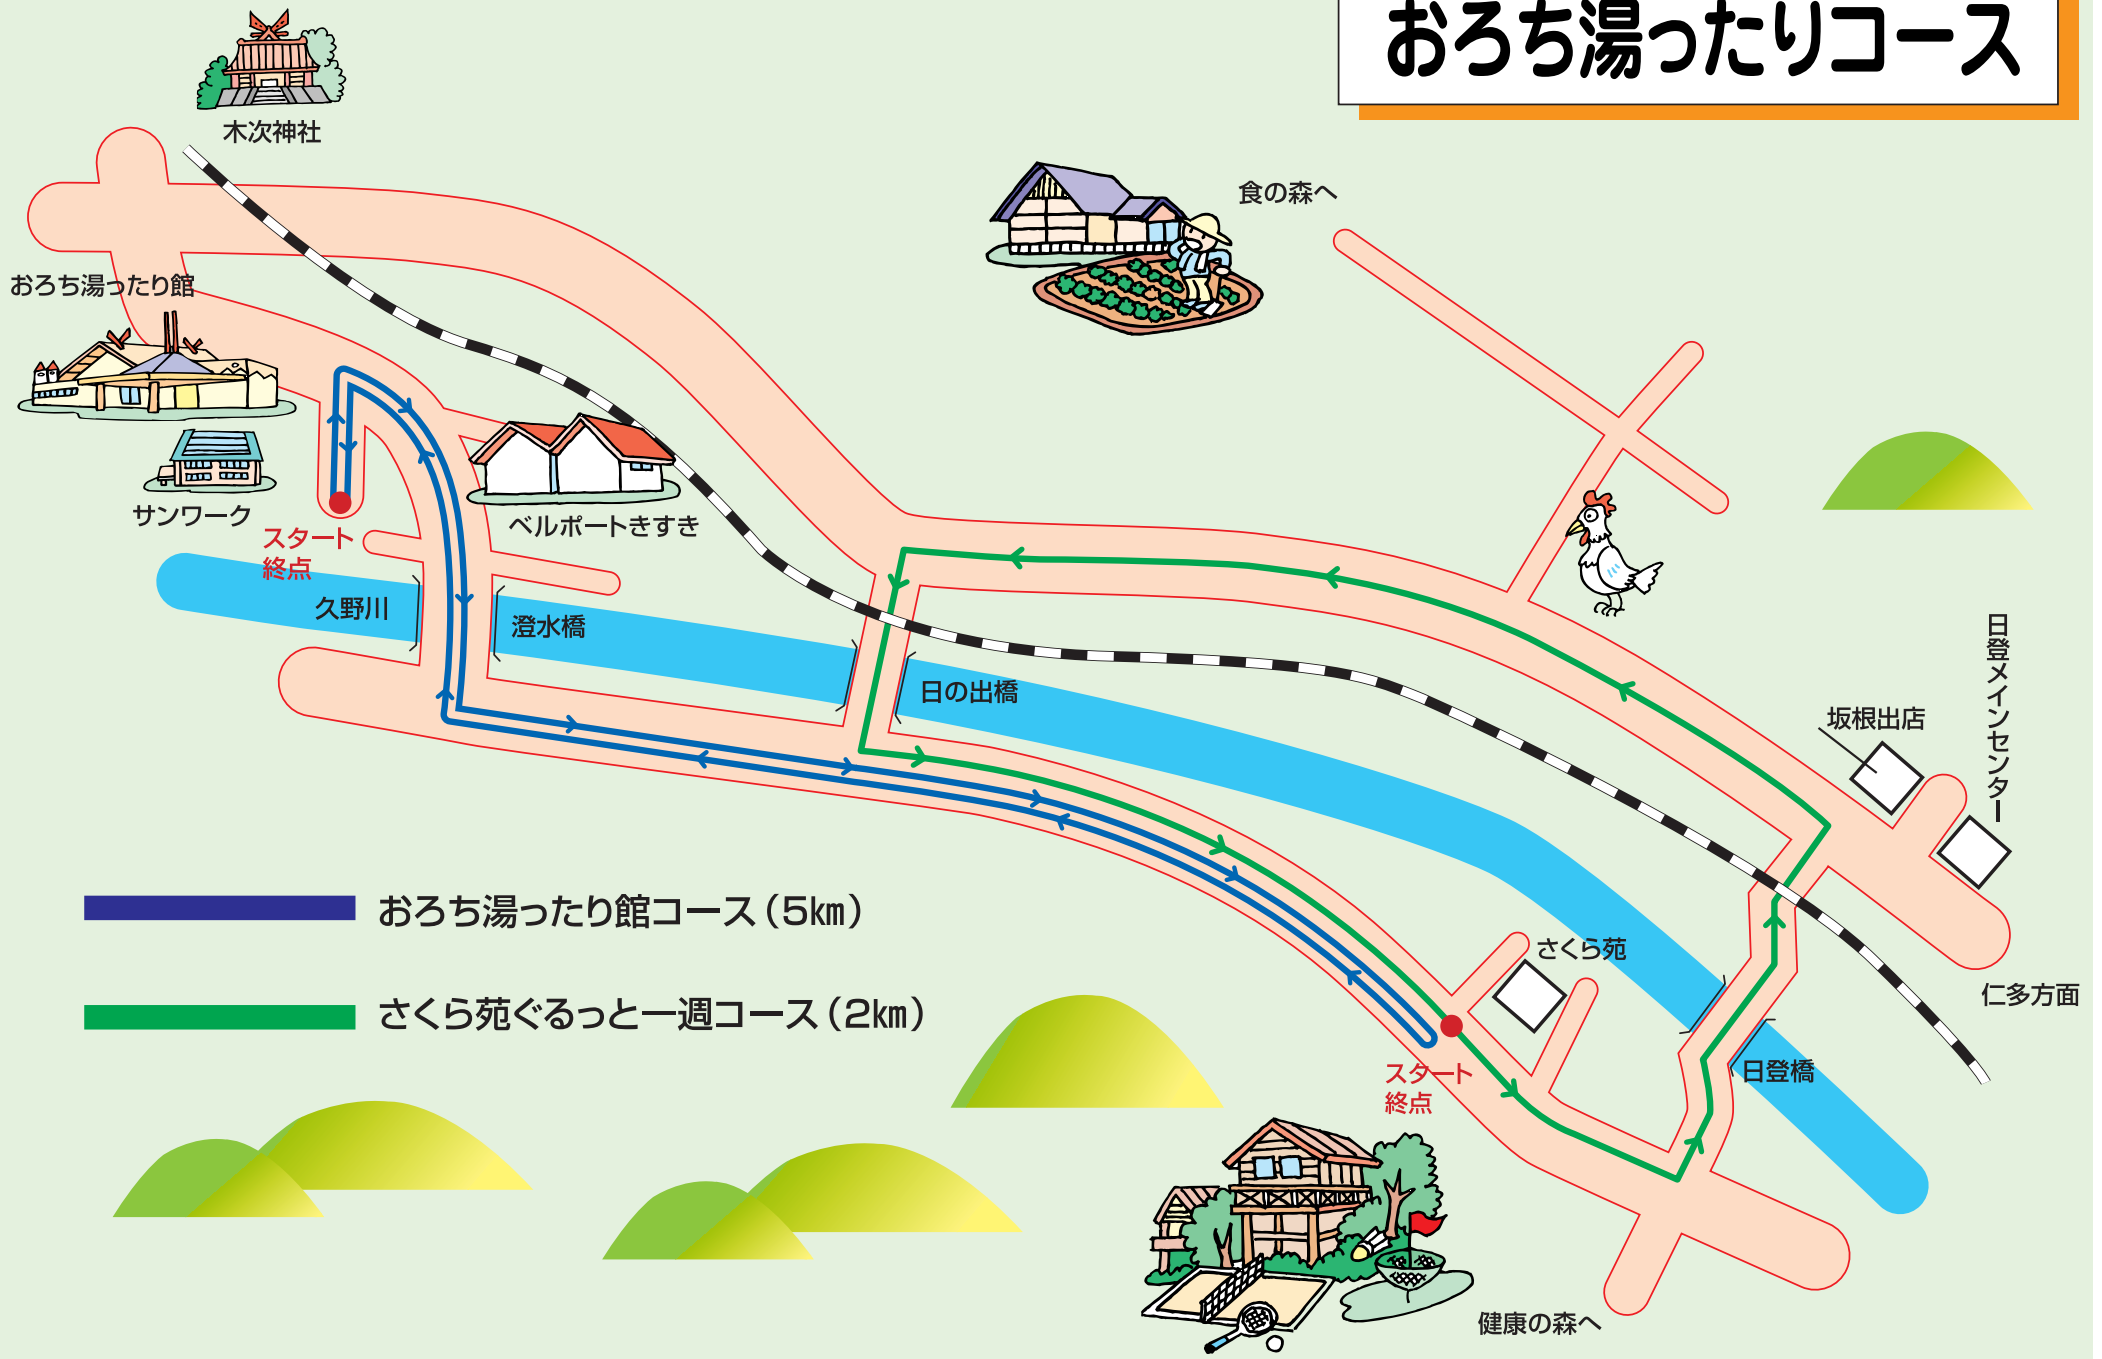 おろち湯ったりコース
木次神社
食の森へ
おろち湯ったり館
サンワーク
ベルポートきすき
スタート
終点
久野川
澄水橋
日の出橋
日登メインセンター
坂根出店
おろち湯ったり館コース（5㎞）
さくら苑
仁多方面
さくら苑ぐるっと一週コース（2㎞）
日登橋
スタート
終点
健康の森へ